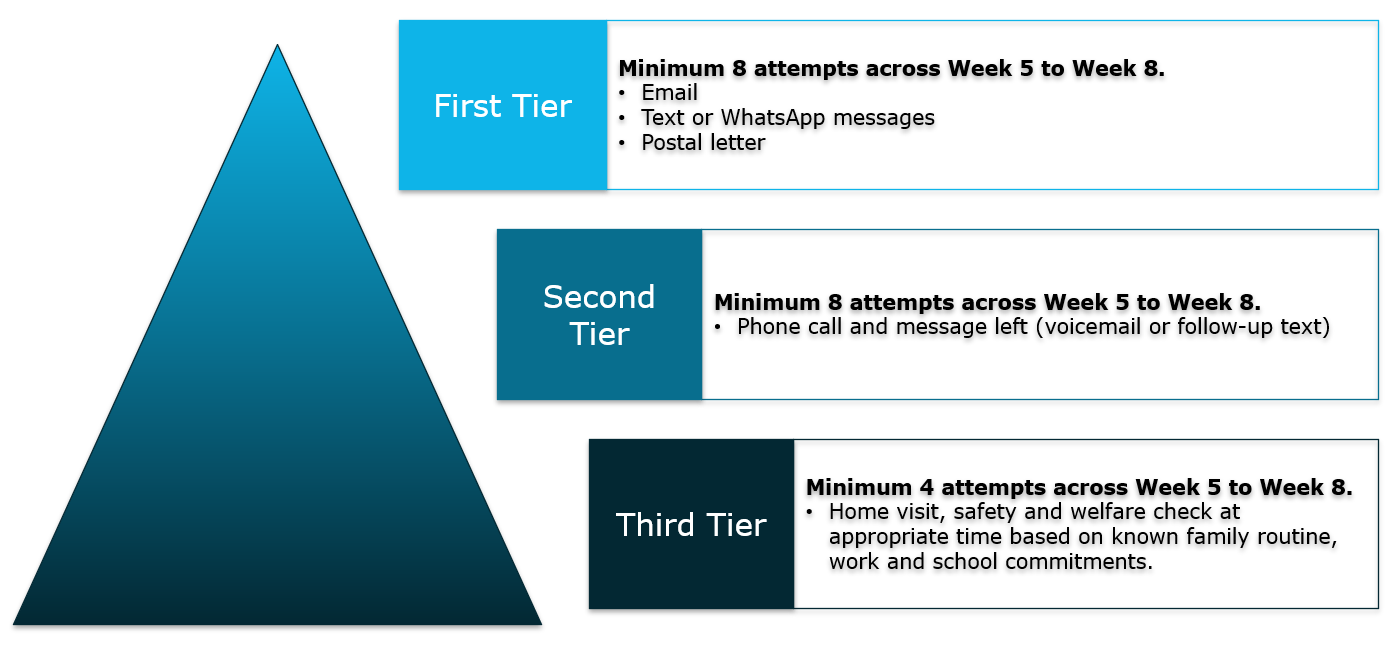 First Tier
Minimum 8 attempts across Week 5 to Week 8.
• Email
• Text or WhatsApp messages
• Postal letter
Second
Tier
Minimum 8 attempts across Week 5 to Week 8.
• Phone call and message left (voicemail or follow-up text)
Third Tier
Minimum 4 attempts across Week 5 to Week 8.
• Home visit, safety and welfare check at
appropriate time based on known family routine,
work and school commitments.